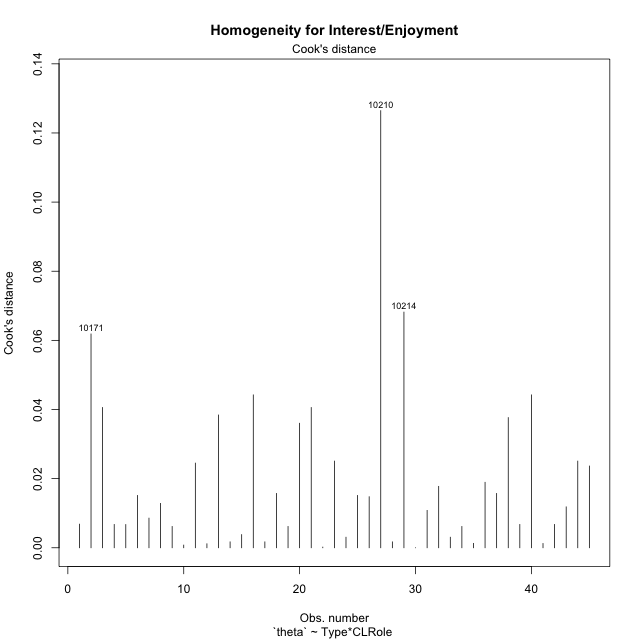 Homogeneity for Interest/Enjoyment
Cook's distance
0.14
0.12
0.10
0.08
0.06
0.04
0.02
0.00
Cook's distance
10210
10214
10171
0 10 20 30 40
Obs. number
`theta` ~ Type*CLRole